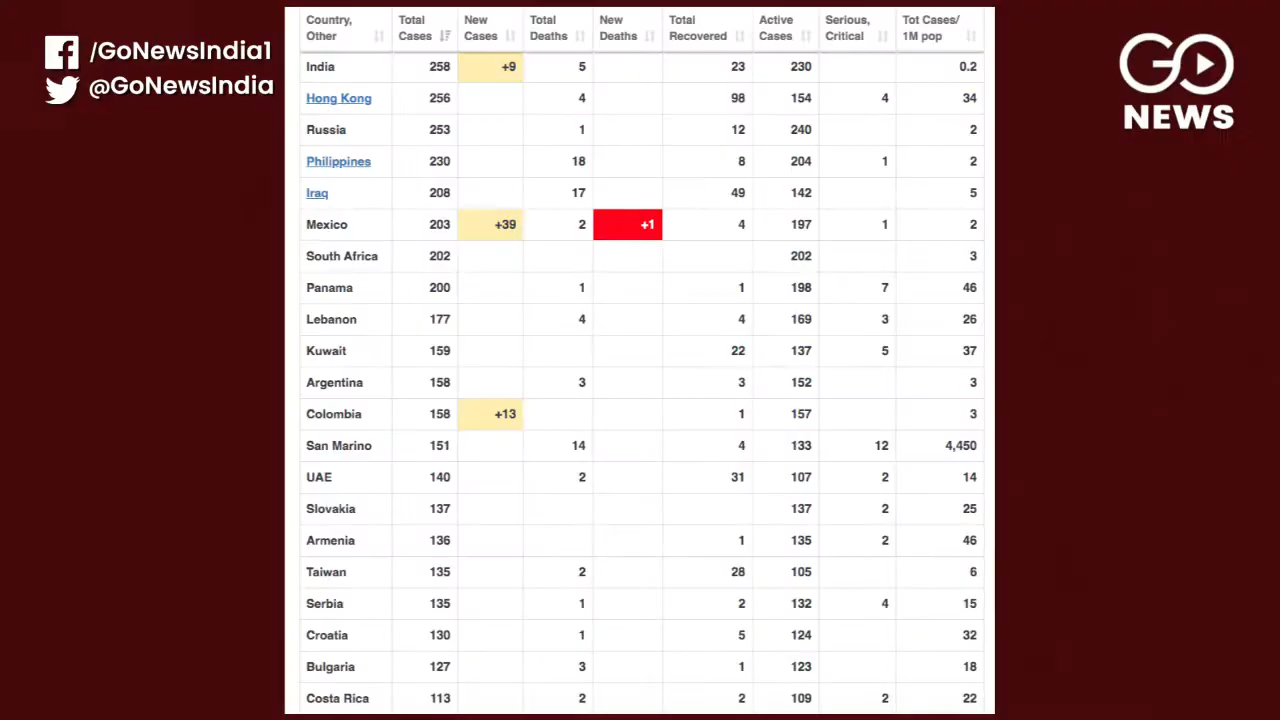 /GoNewsIndia1
@GoNewsIndia
GO
NEWS
Country, Other Total Cases New Cases Total Deaths New Deaths Total Recovered Active Cases Serious, Critical Tot Cases/ 1M pop
India 258 +9 5 23 230 0.2
Hong Kong 256 4 98 154 4 34
Russia 253 1 12 240 2
Philippines 230 18 8 204 1 2
Iraq 208 17 49 142 5
Mexico 203 +39 2 +1 4 197 1 2
South Africa 202 202 3
Panama 200 1 1 198 7 46
Lebanon 177 4 4 169 3 26
Kuwait 159 22 137 5 37
Argentina 158 3 3 152 3
Colombia 158 +13 1 157 3
San Marino 151 14 4 133 12 4,450
UAE 140 2 31 107 2 14
Slovakia 137 137 2 25
Armenia 136 1 135 2 46
Taiwan 135 2 28 105 6
Serbia 135 1 2 132 4 15
Croatia 130 1 5 124 32
Bulgaria 127 3 1 123 18
Costa Rica 113 2 2 109 2 22